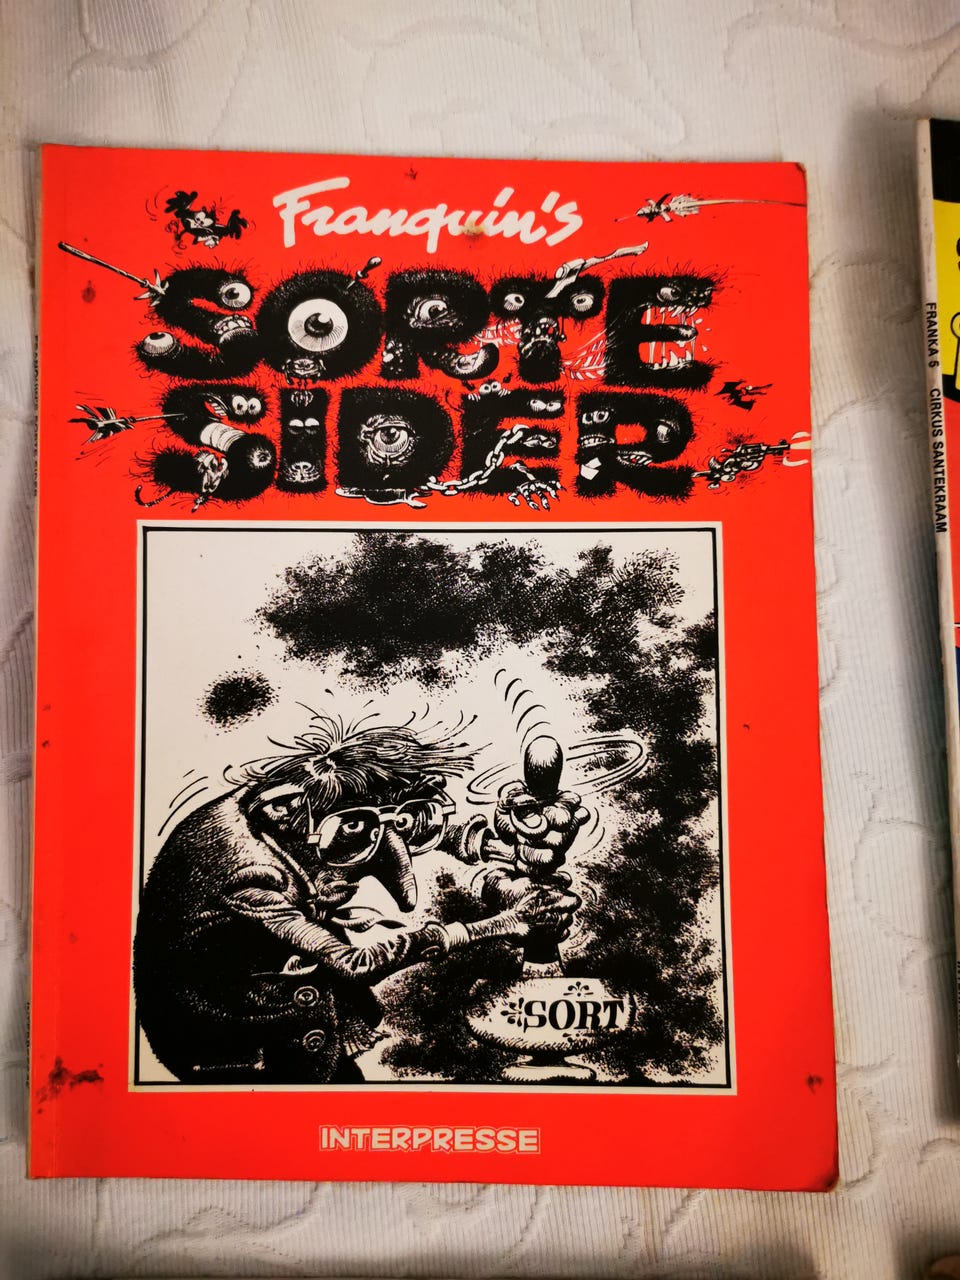 Franquin's
SORTE
SIDER
SORT
INTERPRESSE
FRANKA 5 CIRKUS SANTEKRAAM